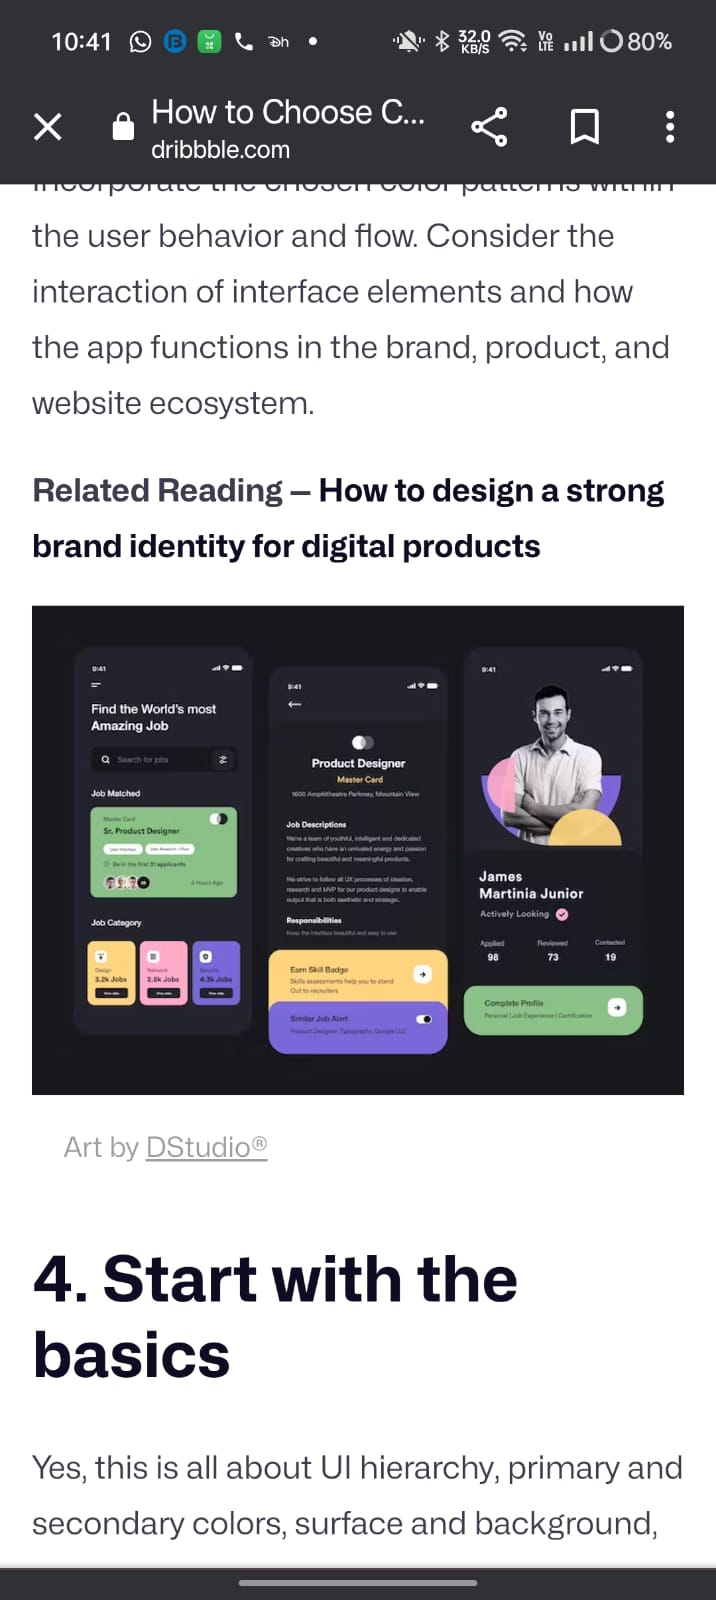 10:41
32.0
KB/S
Vo
LTE
80%
How to Choose C...
dribbble.com
incorporate the chosen color patterns within
the user behavior and flow. Consider the
interaction of interface elements and how
the app functions in the brand, product, and
website ecosystem.
Related Reading – How to design a strong
brand identity for digital products
9:41
Find the World's most
Amazing Job
Search for jobs
Job Matched
Master Card
Sr. Product Designer
User Interface
User Research + Flow
Be in the first 31 applicants
6 Hours Ago
Job Category
Design
3.2k Jobs
Network
2.8k Jobs
Security
4.3k Jobs
9:41
Product Designer
Master Card
1600 Amphitheatre Parkway, Mountain View
Job Descriptions
We're a team of youthful, intelligent and dedicated
creatives who have an unrivaled energy and passion
for crafting beautiful and meaningful products.
We strive to follow all UX processes of ideation,
research and MVP for our product designs to enable
output that is both aesthetic and strategic.
Responsibilities
Keep the interface beautiful and easy to use
Earn Skill Badge
Skills assessments help you to stand
Out to recruiters
Similar Job Alert
Product Designer, Typography, Google LLC
9:41
James
Martinia Junior
Actively Looking
Applied
98
Reviewed
73
Contacted
19
Complete Profile
Personal | Job Experience | Certification
Art by DStudio®
4. Start with the
basics
Yes, this is all about UI hierarchy, primary and
secondary colors, surface and background,